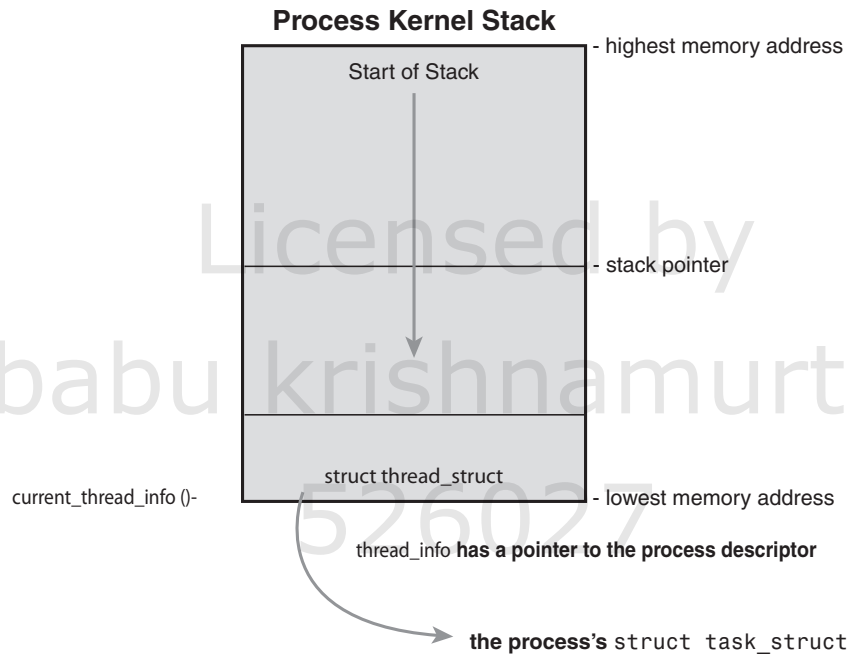 Process Kernel Stack
- highest memory address
Start of Stack
Licensed by
- stack pointer
babu krishnamurt
struct thread_struct
current_thread_info ()-
- lowest memory address
526027
thread_info has a pointer to the process descriptor
the process's struct task_struct